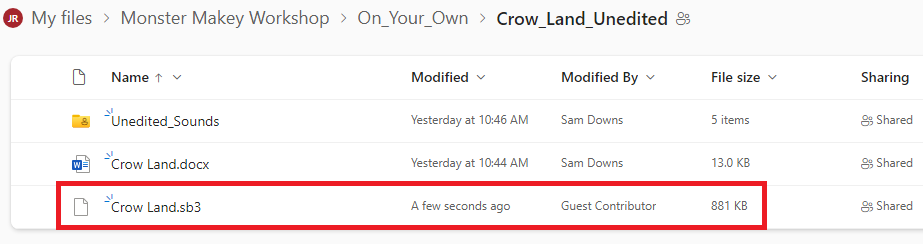 JR My files > Monster Makey Workshop > On_Your_Own > Crow_Land_Unedited
Name Modified Modified By File size Sharing
Unedited_Sounds Yesterday at 10:46 AM Sam Downs 5 items Shared
Crow Land.docx Yesterday at 10:44 AM Sam Downs 13.0 KB Shared
Crow Land.sb3 A few seconds ago Guest Contributor 881 KB Shared